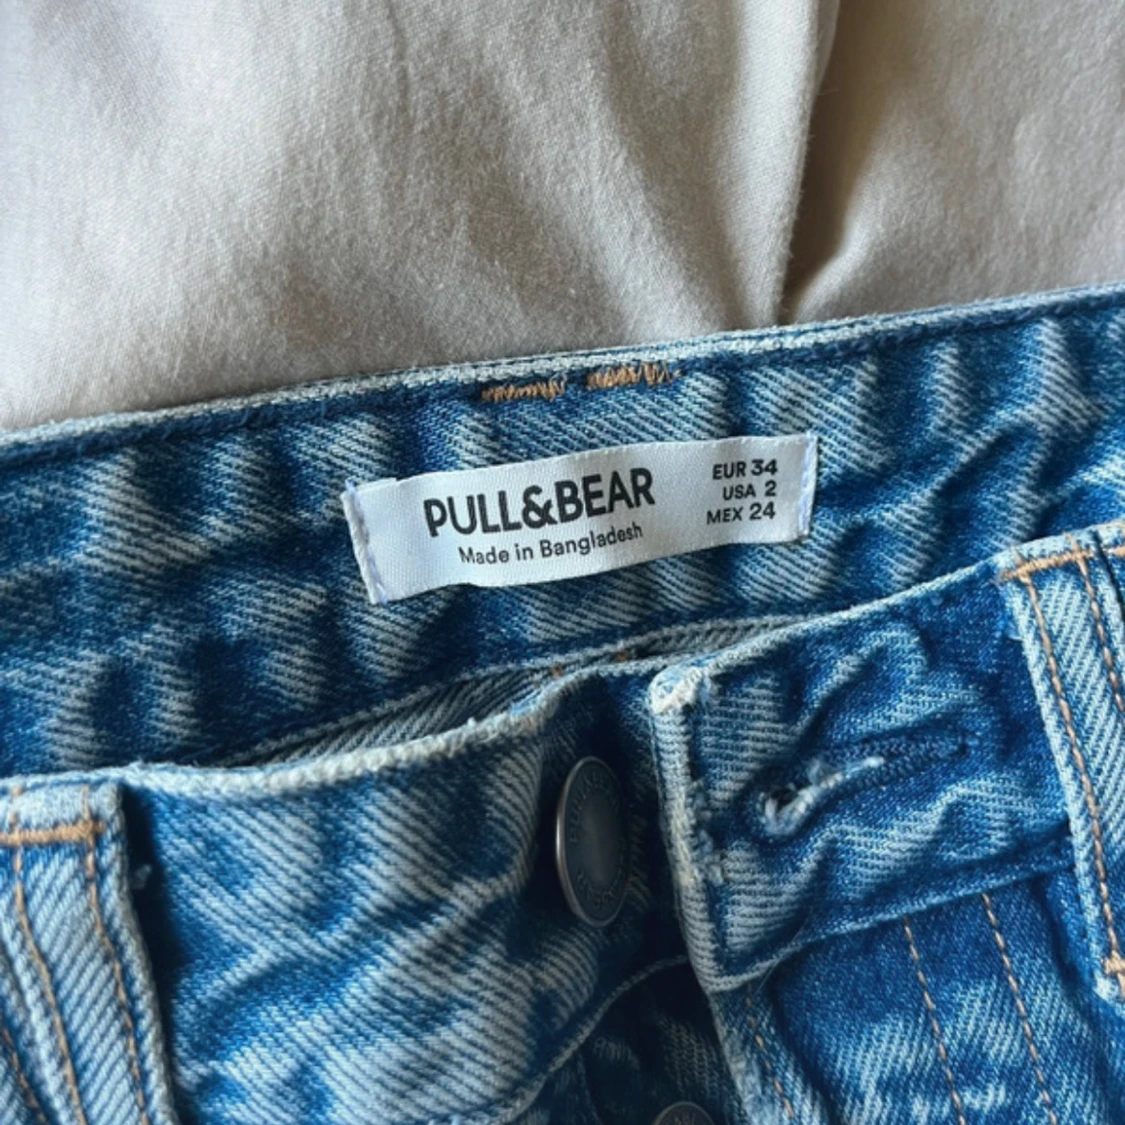 PULL&BEAR
Made in Bangladesh
EUR 34
USA 2
MEX 24